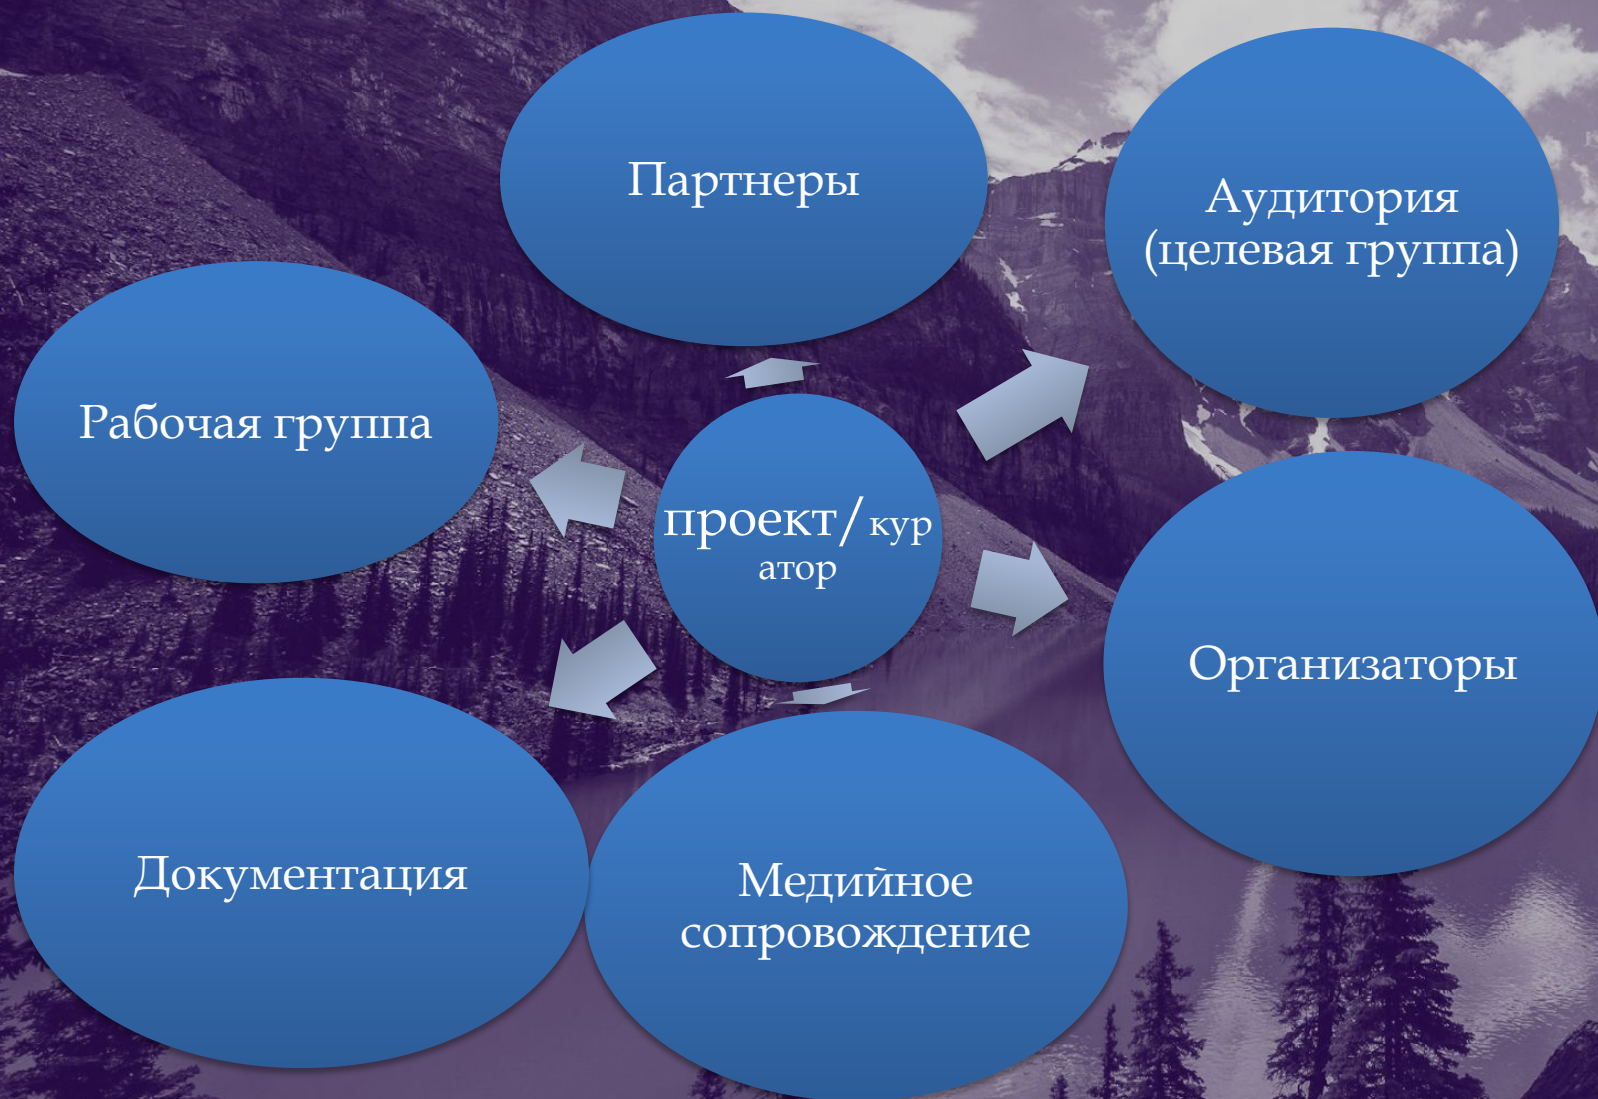 Партнеры
Аудитория
(целевая группа)
Рабочая группа
проект/кур
атор
Организаторы
Документация
Медийное
сопровождение